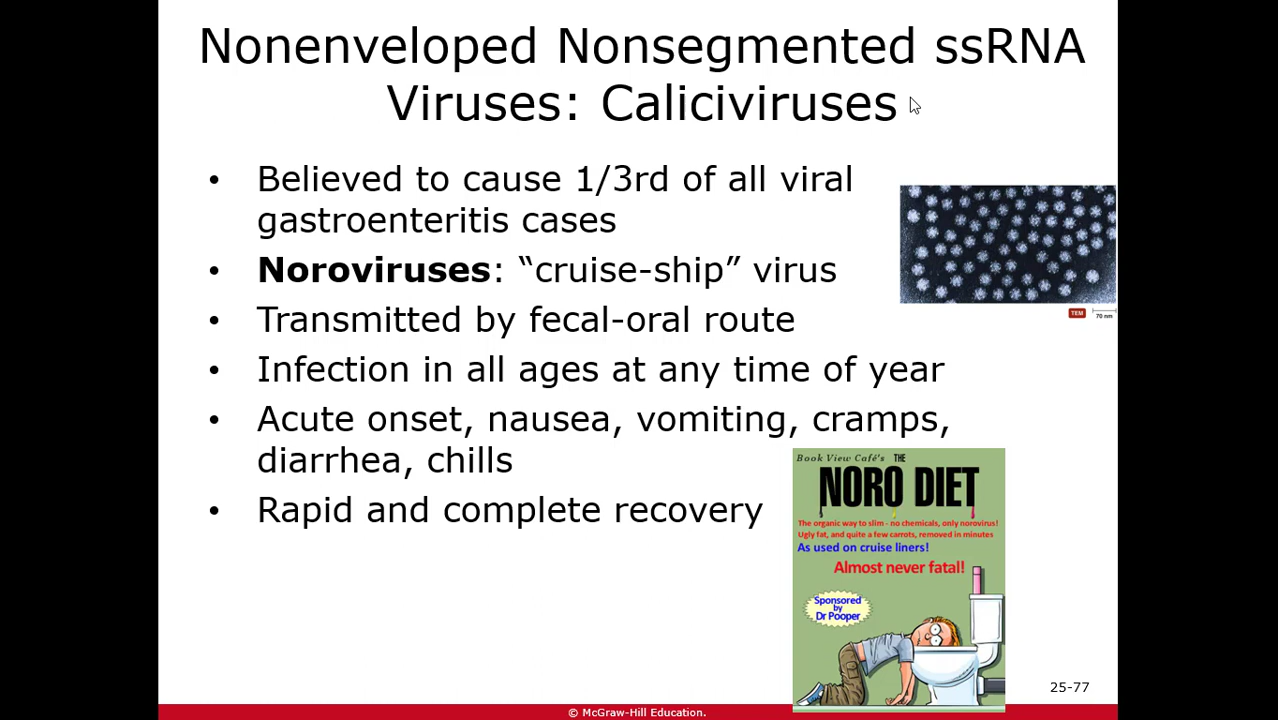 Nonenveloped Nonsegmented ssRNA
Viruses: Caliciviruses
• Believed to cause 1/3rd of all viral
gastroenteritis cases
• Noroviruses: “cruise-ship” virus
• Transmitted by fecal-oral route
• Infection in all ages at any time of year
• Acute onset, nausea, vomiting, cramps,
diarrhea, chills
• Rapid and complete recovery
TEM 70 nm
Book View Café's THE
NORO DIET
The organic way to slim - no chemicals, only norovirus!
Ugly fat, and quite a few carrots, removed in minutes
As used on cruise liners!
Almost never fatal!
Sponsored
by
Dr Pooper
25-77
© McGraw-Hill Education.